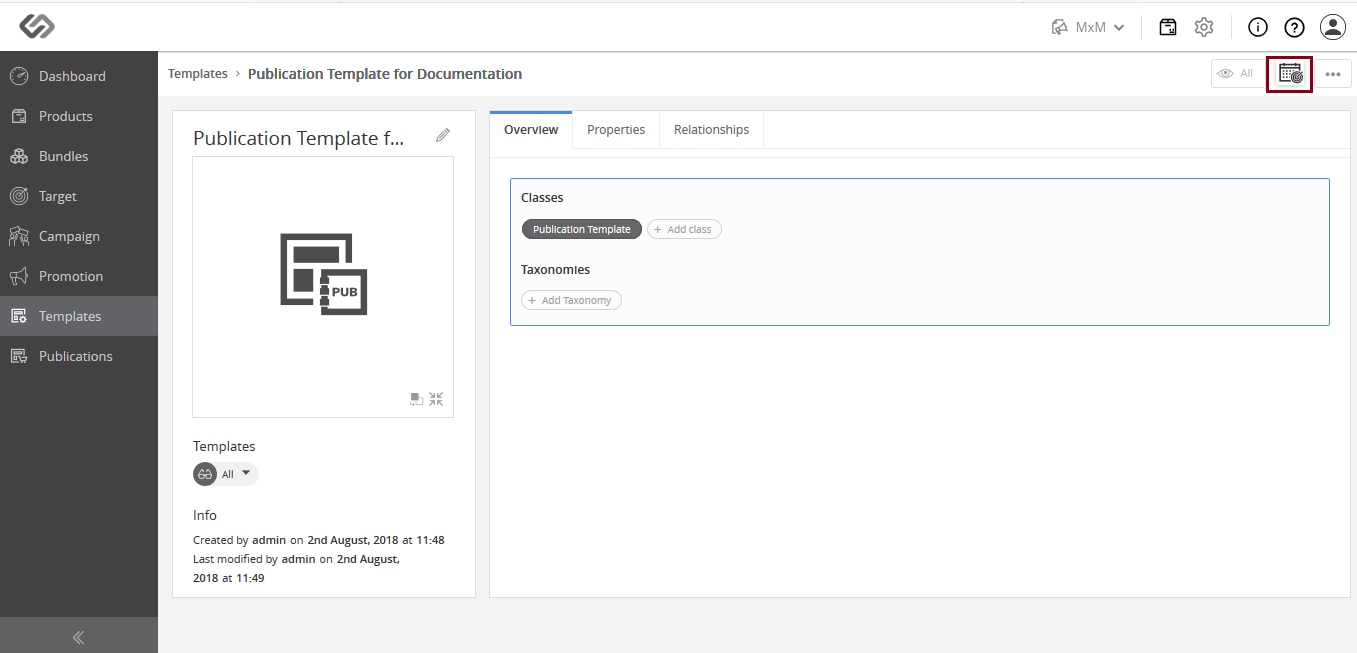 MxM
Dashboard
Products
Bundles
Target
Campaign
Promotion
Templates
Publications
Templates › Publication Template for Documentation
All
Publication Template f...
PUB
Templates
All
Info
Created by admin on 2nd August, 2018 at 11:48
Last modified by admin on 2nd August,
2018 at 11:49
Overview Properties Relationships
Classes
Publication Template + Add class
Taxonomies
+ Add Taxonomy